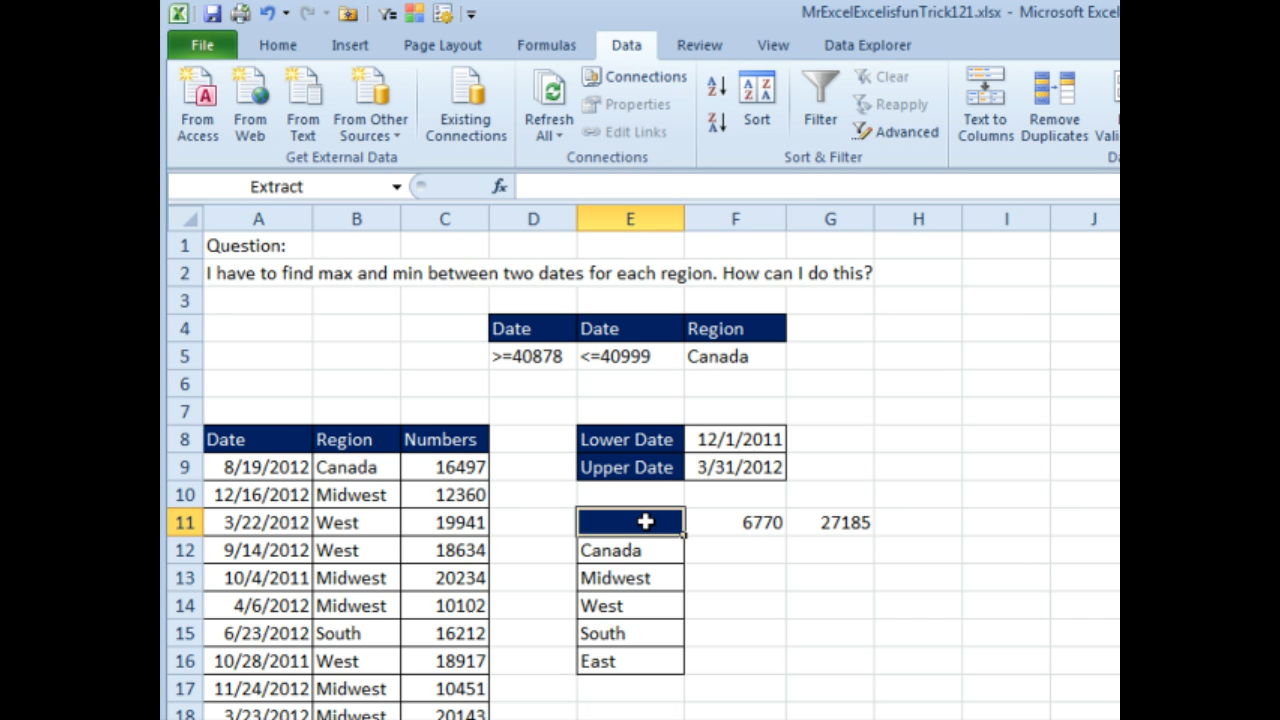 MrExcelExcelisfunTrick121.xlsx - Microsoft Excel
File Home Insert Page Layout Formulas Data Review View Data Explorer
From Access
From Web
From Text
From Other Sources
Existing Connections
Refresh All
Connections
Properties
Edit Links
Sort
Filter
Clear
Reapply
Advanced
Text to Columns
Remove Duplicates
Get External Data Connections Sort & Filter
Extract fx
A B C D E F G H I J
1 Question:
2 I have to find max and min between two dates for each region. How can I do this?
3
4 Date Date Region
5 >=40878 <=40999 Canada
6
7
8 Date Region Numbers Lower Date 12/1/2011
9 8/19/2012 Canada 16497 Upper Date 3/31/2012
10 12/16/2012 Midwest 12360
11 3/22/2012 West 19941 6770 27185
12 9/14/2012 West 18634 Canada
13 10/4/2011 Midwest 20234 Midwest
14 4/6/2012 Midwest 10102 West
15 6/23/2012 South 16212 South
16 10/28/2011 West 18917 East
17 11/24/2012 Midwest 10451
18 3/23/2012 Midwest 20143